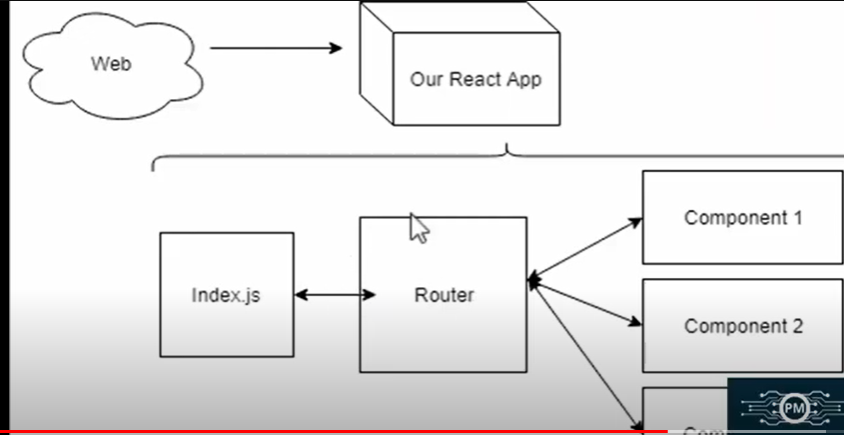 Web
Our React App
Index.js
Router
Component 1
Component 2
PM